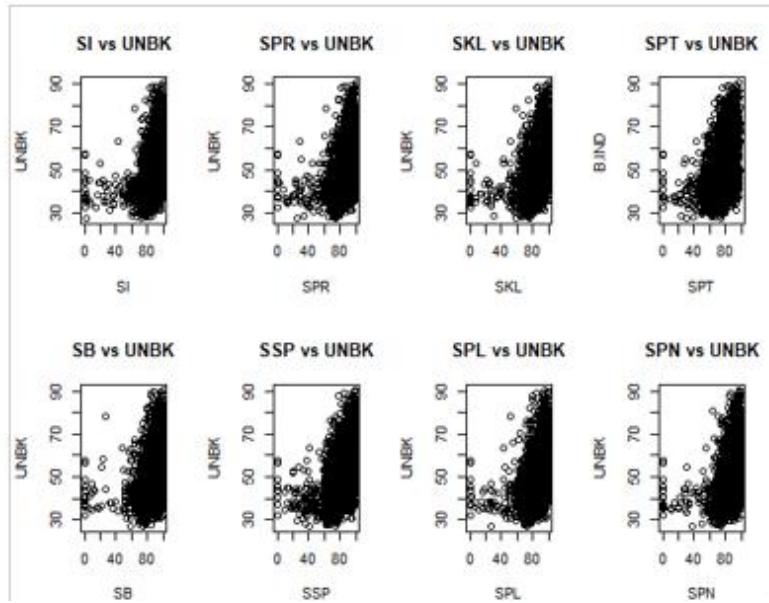 SI vs UNBK
SPR vs UNBK
SKL vs UNBK
SPT vs UNBK
UNBK
30 50 70 90
0 40 80
SI
UNBK
30 50 70 90
0 40 80
SPR
UNBK
30 50 70 90
0 40 80
SKL
B.IND
30 50 70 90
0 40 80
SPT
SB vs UNBK
SSP vs UNBK
SPL vs UNBK
SPN vs UNBK
UNBK
30 50 70 90
0 40 80
SB
UNBK
30 50 70 90
0 40 80
SSP
UNBK
30 50 70 90
0 40 80
SPL
UNBK
30 50 70 90
0 40 80
SPN